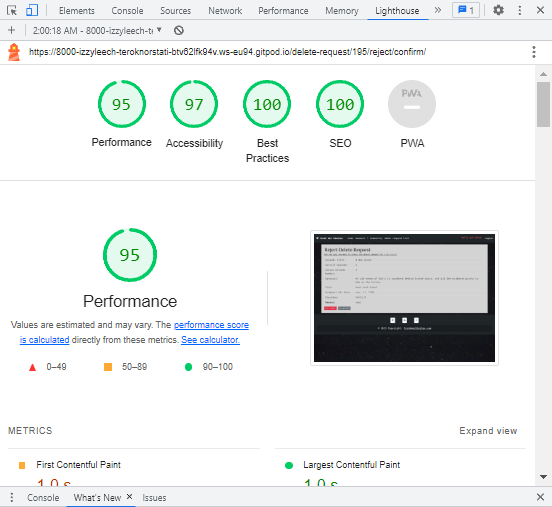 Elements Console Sources Network Performance Memory Lighthouse » 1
2:00:18 AM - 8000-izzyleech-t
https://8000-izzyleech-teroknorstati-btv62lfk94v.ws-eu94.gitpod.io/delete-request/195/reject/confirm/
95 97 100 100 PWA
Performance Accessibility Best Practices SEO PWA
95
Performance
Values are estimated and may vary. The performance score
is calculated directly from these metrics. See calculator.
0–49 50–89 90–100
Reject Delete Request
METRICS Expand view
First Contentful Paint Largest Contentful Paint
1.0 s 1.0 s
Console What's New Issues